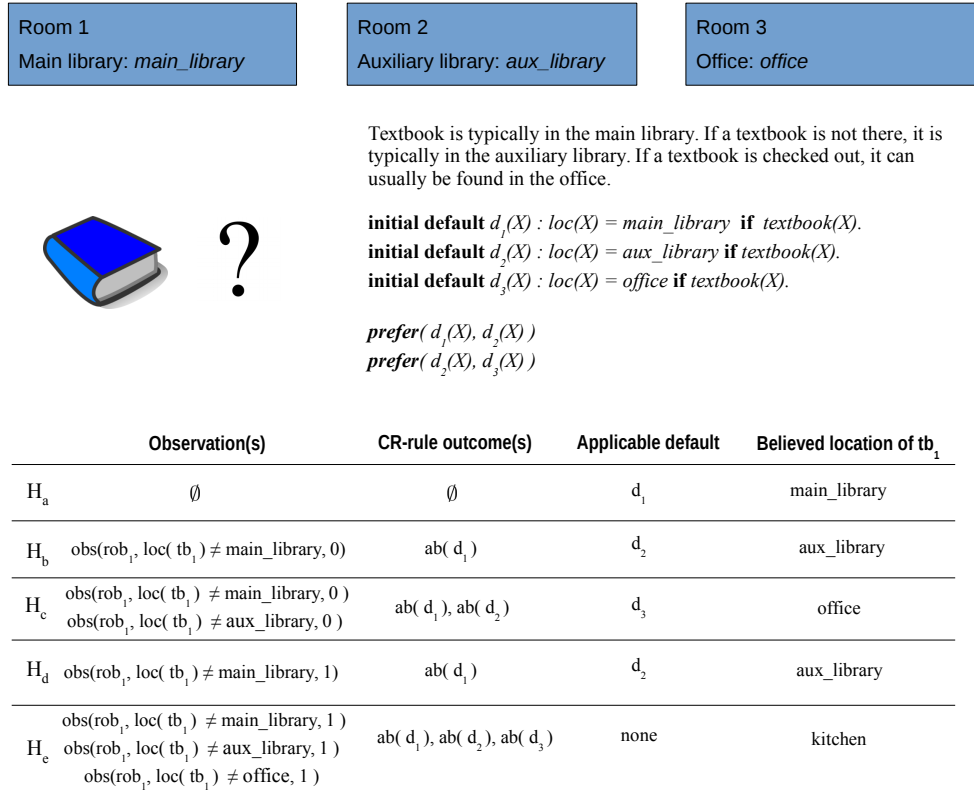 Room 1
Main library: main_library
Room 2
Auxiliary library: aux_library
Room 3
Office: office
Textbook is typically in the main library. If a textbook is not there, it is
typically in the auxiliary library. If a textbook is checked out, it can
usually be found in the office.
?
initial default d₁(X) : loc(X) = main_library if textbook(X).
initial default d₂(X) : loc(X) = aux_library if textbook(X).
initial default d₃(X) : loc(X) = office if textbook(X).
prefer( d₁(X), d₂(X) )
prefer( d₂(X), d₃(X) )
Observation(s) CR-rule outcome(s) Applicable default Believed location of tb₁
Hₐ ∅ ∅ d₁ main_library
H_b obs(rob₁, loc( tb₁ ) ≠ main_library, 0) ab( d₁ ) d₂ aux_library
obs(rob₁, loc( tb₁ ) ≠ main_library, 0 )
H_c ab( d₁ ), ab( d₂ ) d₃ office
obs(rob₁, loc( tb₁ ) ≠ aux_library, 0 )
H_d obs(rob₁, loc( tb₁ ) ≠ main_library, 1) ab( d₁ ) d₂ aux_library
obs(rob₁, loc( tb₁ ) ≠ main_library, 1 )
Hₑ obs(rob₁, loc( tb₁ ) ≠ aux_library, 1 ) ab( d₁ ), ab( d₂ ), ab( d₃ ) none kitchen
obs(rob₁, loc( tb₁ ) ≠ office, 1 )